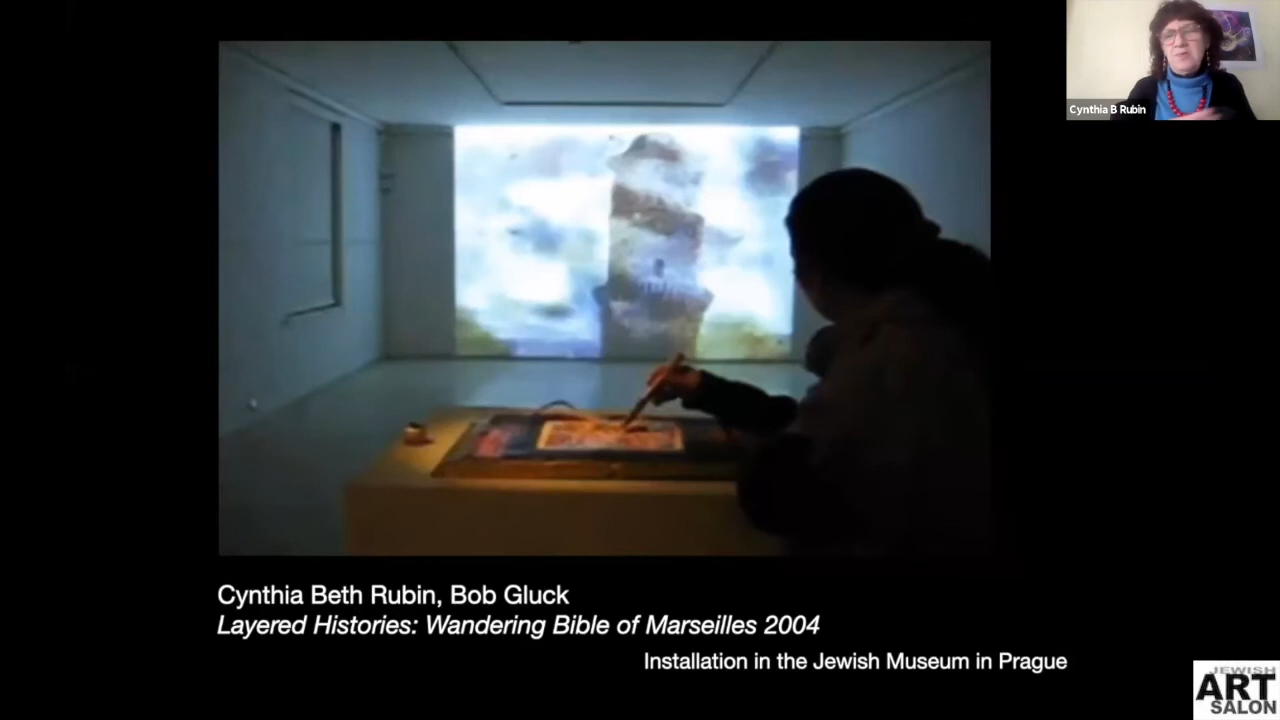 Cynthia B Rubin
Cynthia Beth Rubin, Bob Gluck
Layered Histories: Wandering Bible of Marseilles 2004
Installation in the Jewish Museum in Prague
JEWISH
ART
SALON